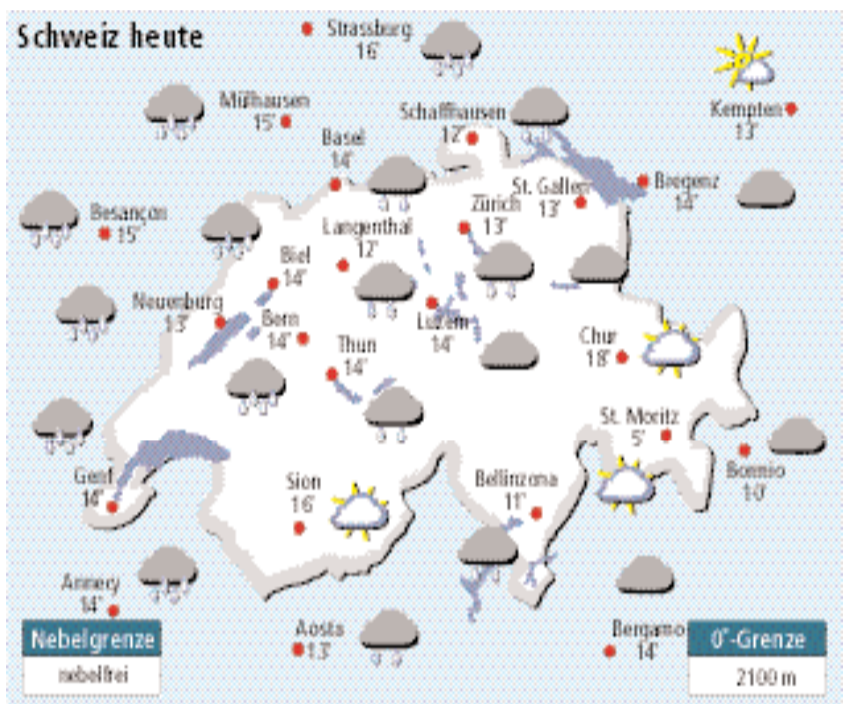 Schweiz heute
Strassburg
16°
Mülhausen
15°
Schaffhausen
12°
Kempten
13°
Basel
14°
St. Gallen
13°
Bregenz
14°
Besançon
15°
Zürich
13°
Langenthal
12°
Biel
14°
Neuenburg
13°
Bern
14°
Luzern
14°
Thun
14°
Chur
18°
St. Moritz
5°
Bormio
10°
Genf
14°
Sion
16°
Bellinzona
11°
Annecy
14°
Aosta
13°
Bergamo
14°
Nebelgrenze
nebelfrei
0°-Grenze
2100 m